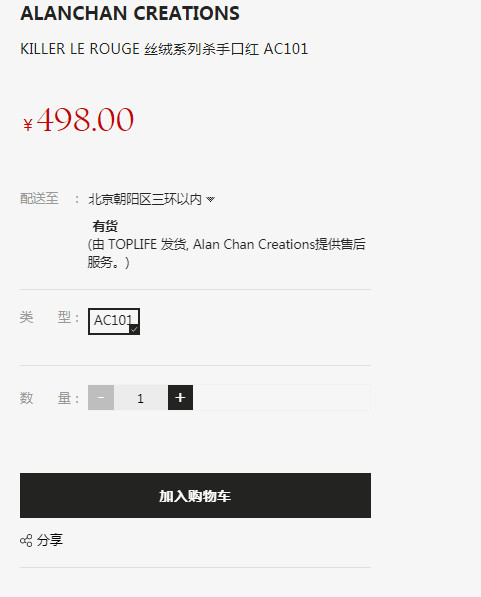 ALANCHAN CREATIONS
KILLER LE ROUGE 丝绒系列杀手口红 AC101
¥498.00
配送至 ： 北京朝阳区三环以内
有货
(由 TOPLIFE 发货, Alan Chan Creations提供售后
服务。)
类 型： AC101
数 量： - 1 +
加入购物车
分享